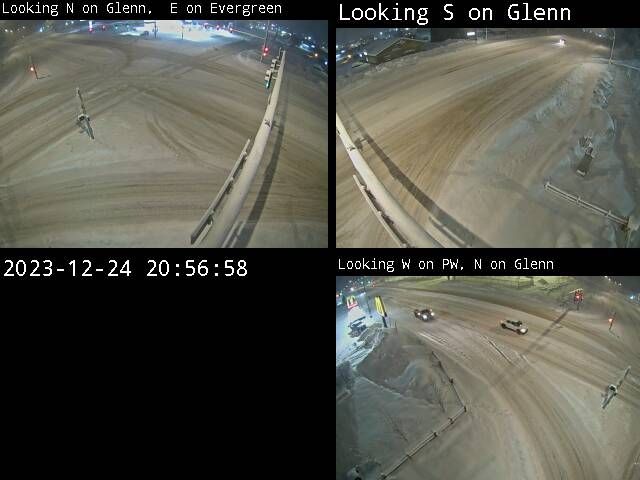 Looking N on Glenn,  E on Evergreen
Looking S on Glenn
2023-12-24 20:56:58
Looking W on PW, N on Glenn